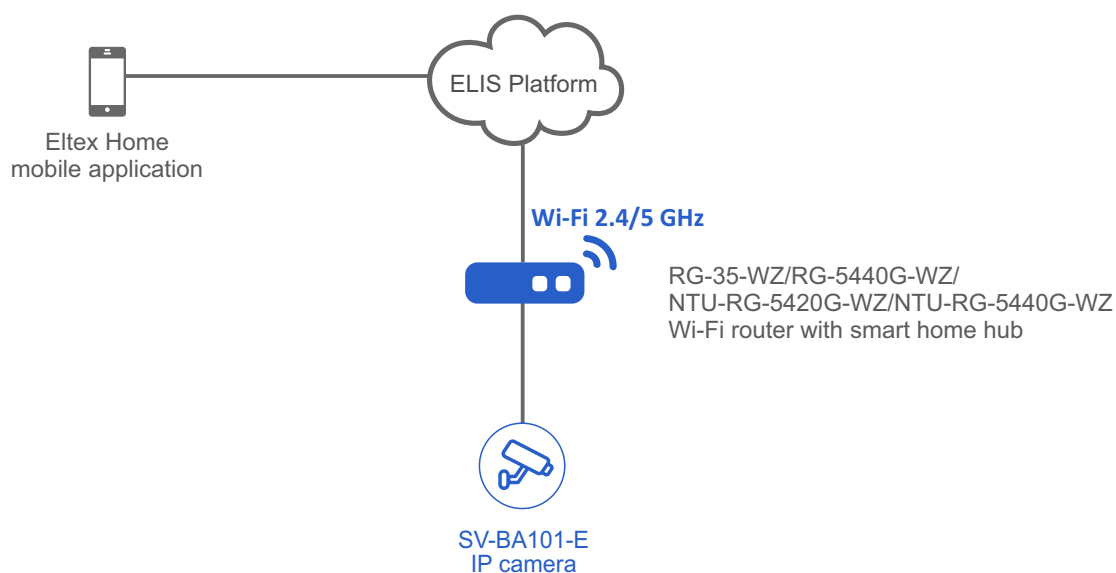 ELIS Platform
Eltex Home
mobile application
Wi-Fi 2.4/5 GHz
RG-35-WZ/RG-5440G-WZ/
NTU-RG-5420G-WZ/NTU-RG-5440G-WZ
Wi-Fi router with smart home hub
SV-BA101-E
IP camera